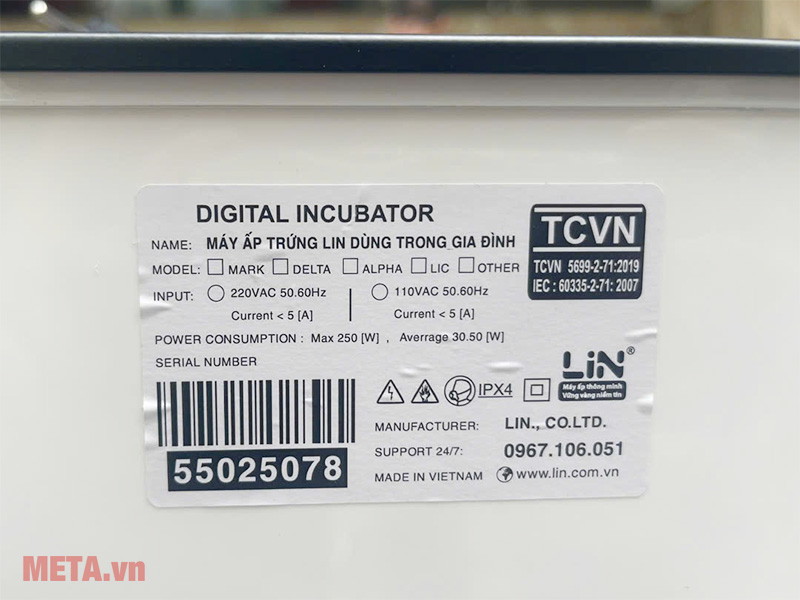 DIGITAL INCUBATOR
NAME: MÁY ẤP TRỨNG LIN DÙNG TRONG GIA ĐÌNH
MODEL: MARK DELTA ALPHA LIC OTHER
INPUT: 220VAC 50.60Hz 110VAC 50.60Hz
Current < 5 [A] Current < 5 [A]
POWER CONSUMPTION : Max 250 [W] , Average 30.50 [W]
SERIAL NUMBER
55025078
TCVN
TCVN 5699-2-71:2019
IEC : 60335-2-71: 2007
LiN®
Máy ấp thông minh
Vững vàng niềm tin
IPX4
MANUFACTURER: LIN., CO.LTD.
SUPPORT 24/7: 0967.106.051
MADE IN VIETNAM www.lin.com.vn
META.vn